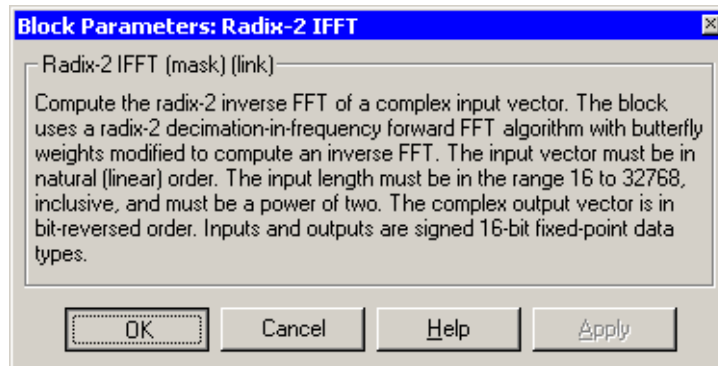 Block Parameters: Radix-2 IFFT
Radix-2 IFFT (mask) (link)
Compute the radix-2 inverse FFT of a complex input vector. The block
uses a radix-2 decimation-in-frequency forward FFT algorithm with butterfly
weights modified to compute an inverse FFT. The input vector must be in
natural (linear) order. The input length must be in the range 16 to 32768,
inclusive, and must be a power of two. The complex output vector is in
bit-reversed order. Inputs and outputs are signed 16-bit fixed-point data
types.
OK Cancel Help Apply